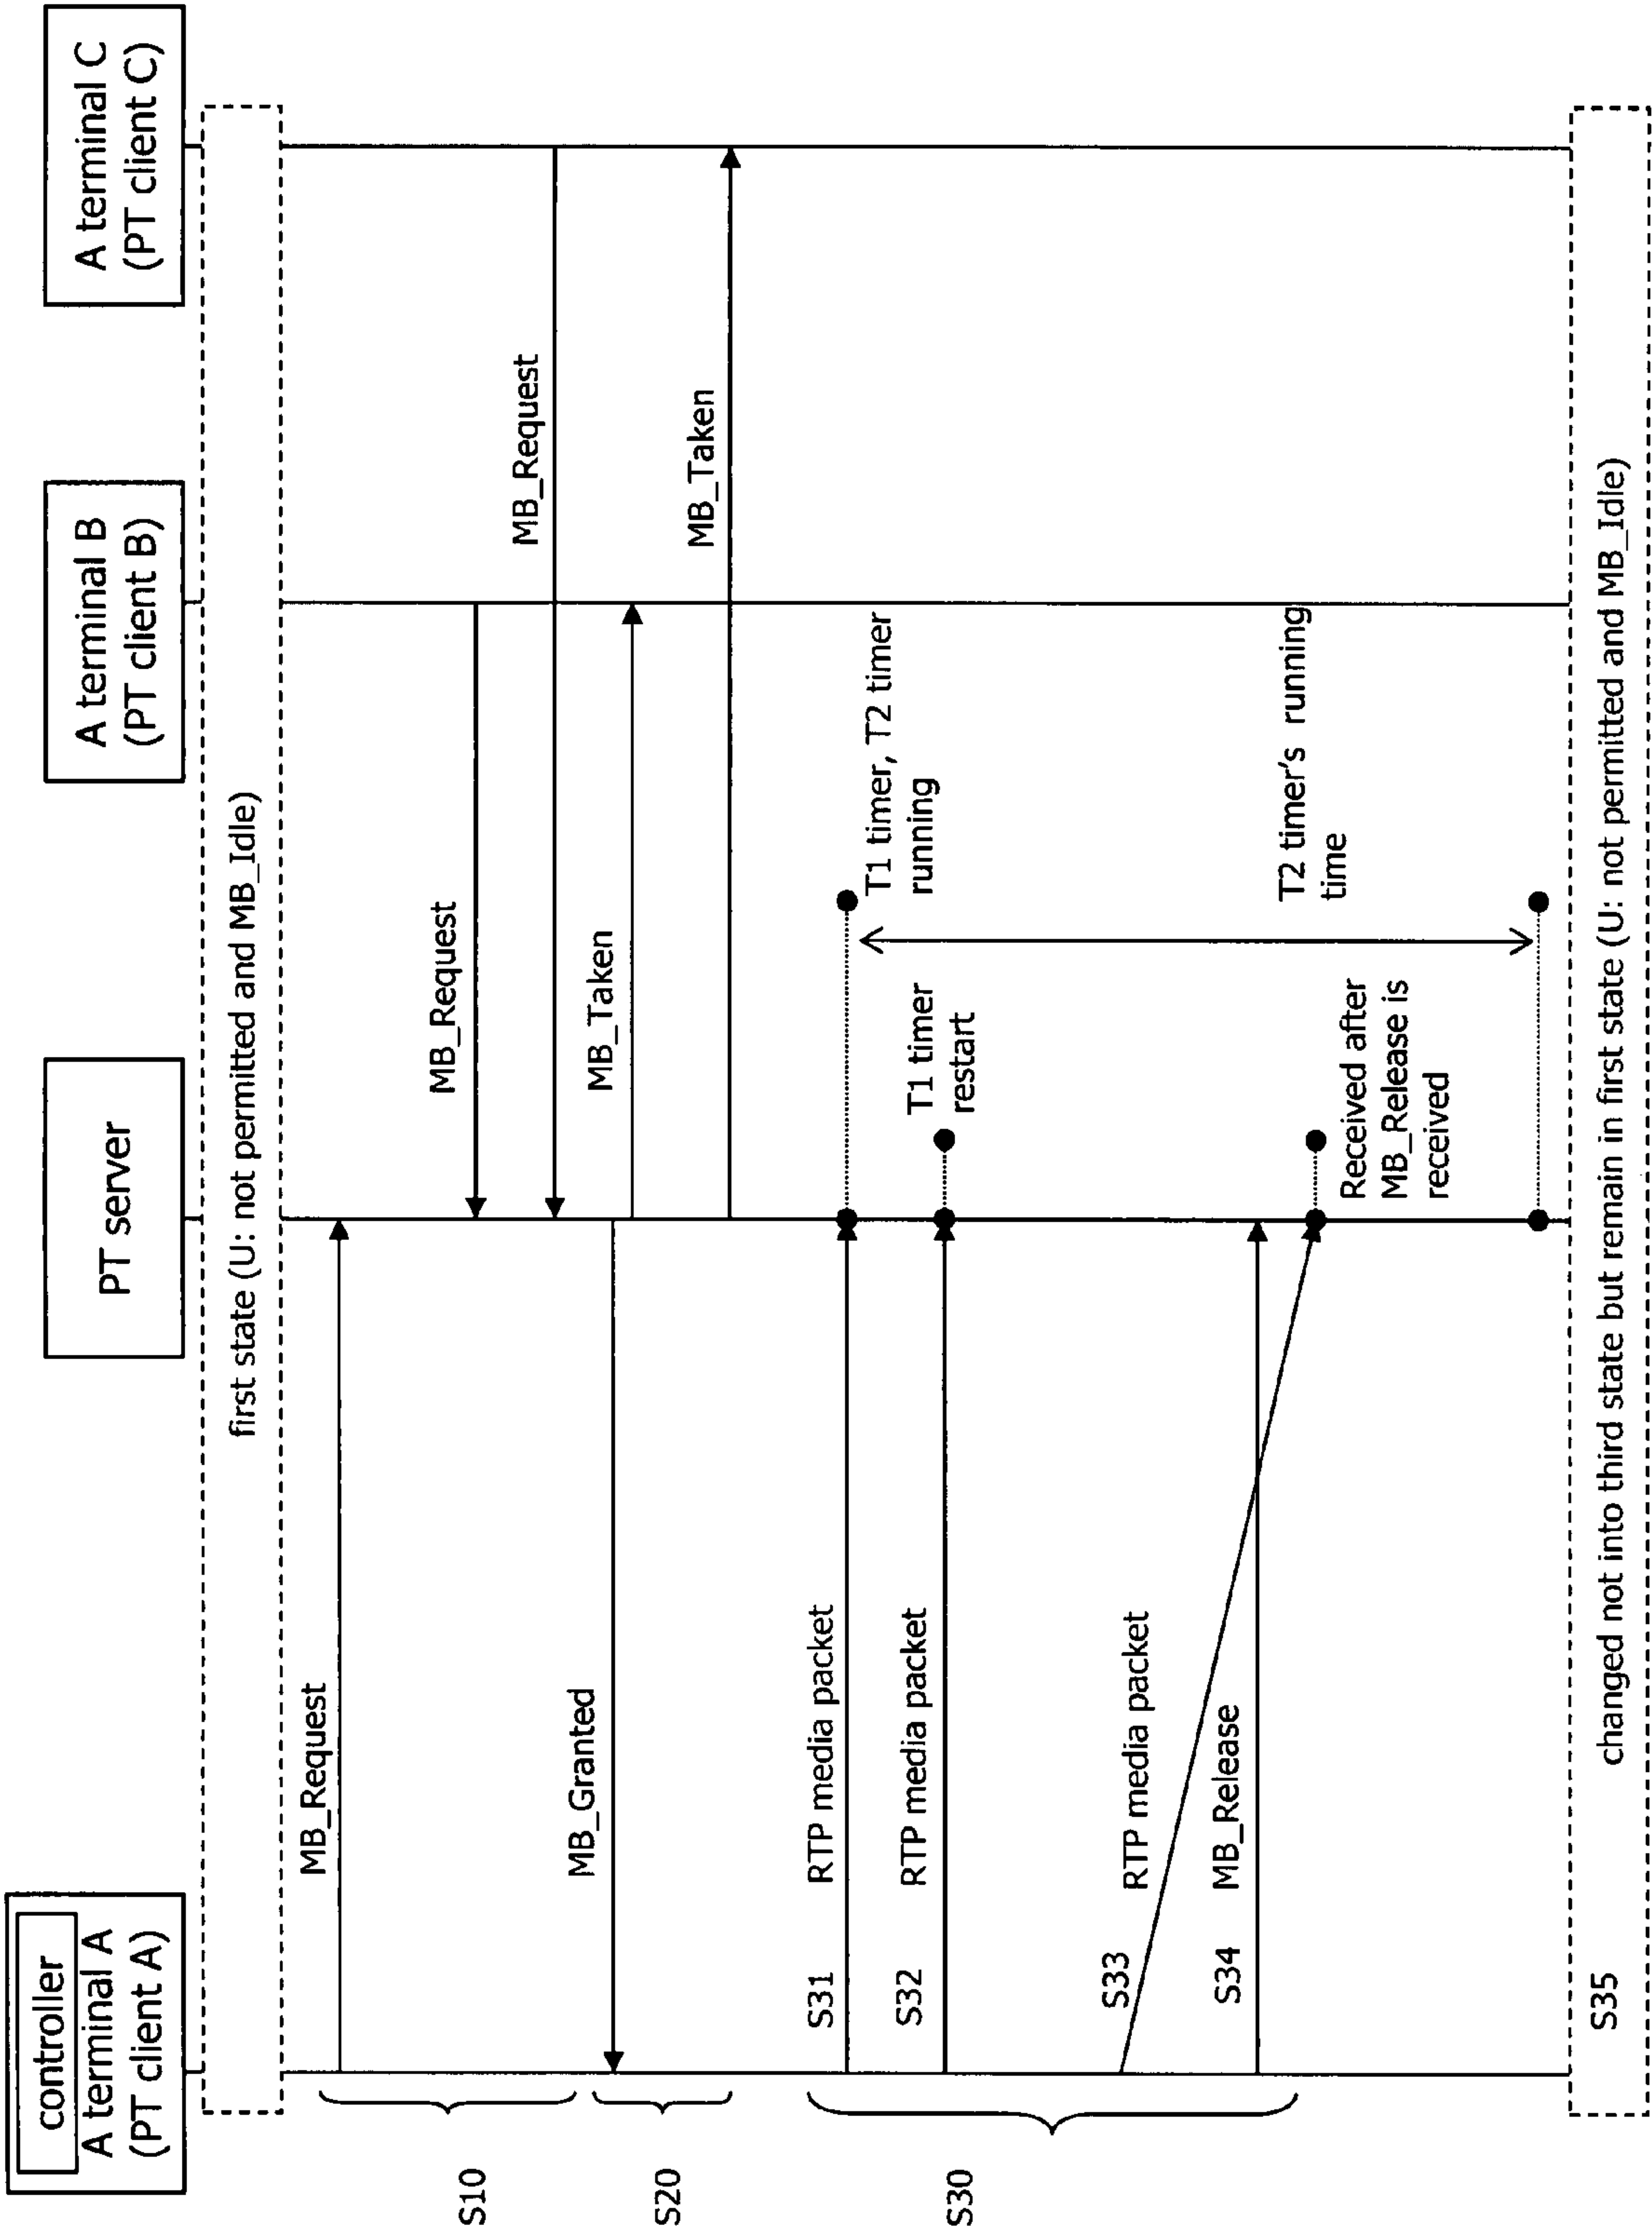 controller
A terminal A
(PT client A)
PT server
A terminal B
(PT client B)
A terminal C
(PT client C)
first state (U: not permitted and MB_Idle)
S10
MB_Request
MB_Request
MB_Request
S20
MB_Granted
MB_Taken
MB_Taken
S30
S31
RTP media packet
T1 timer, T2 timer
running
S32
RTP media packet
T1 timer
restart
S33
RTP media packet
S34
MB_Release
Received after
MB_Release is
received
T2 timer's running
time
S35
changed not into third state but remain in first state (U: not permitted and MB_Idle)